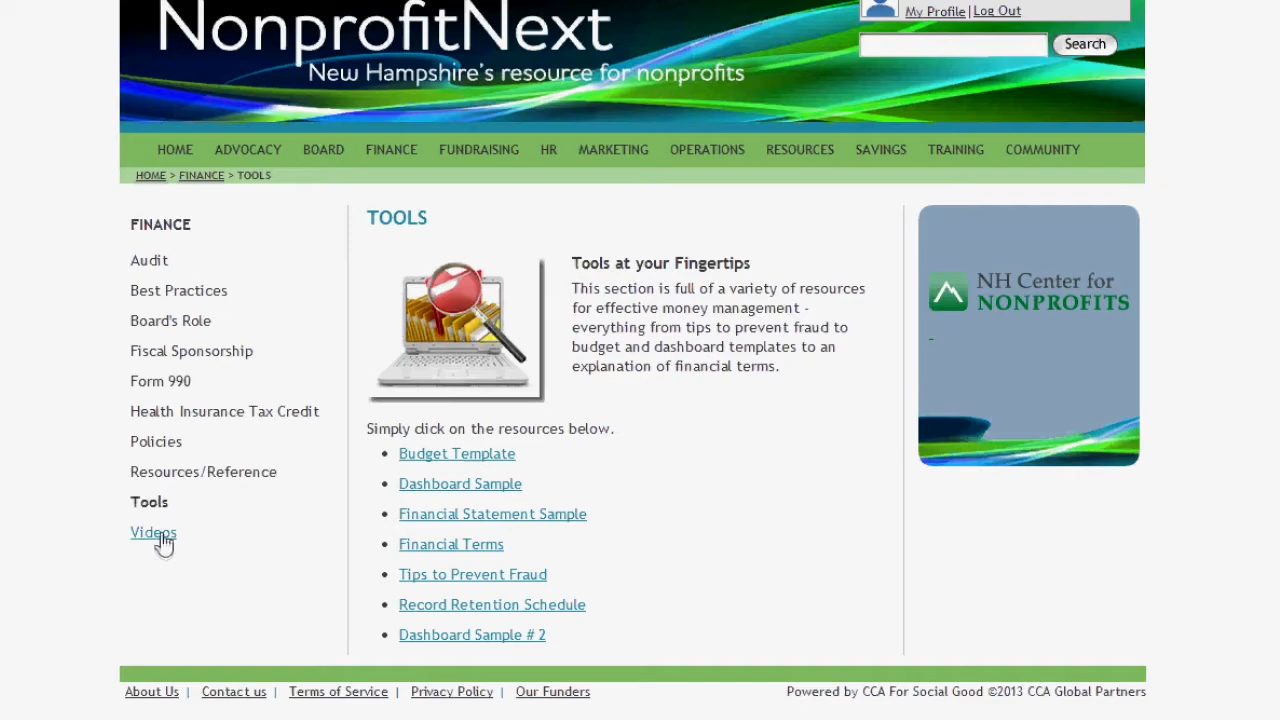 NonprofitNext
New Hampshire's resource for nonprofits
My Profile | Log Out
Search
HOME ADVOCACY BOARD FINANCE FUNDRAISING HR MARKETING OPERATIONS RESOURCES SAVINGS TRAINING COMMUNITY
HOME > FINANCE > TOOLS
FINANCE
Audit
Best Practices
Board's Role
Fiscal Sponsorship
Form 990
Health Insurance Tax Credit
Policies
Resources/Reference
Tools
Videos
TOOLS
Tools at your Fingertips
This section is full of a variety of resources
for effective money management -
everything from tips to prevent fraud to
budget and dashboard templates to an
explanation of financial terms.
Simply click on the resources below.
• Budget Template
• Dashboard Sample
• Financial Statement Sample
• Financial Terms
• Tips to Prevent Fraud
• Record Retention Schedule
• Dashboard Sample # 2
NH Center for
NONPROFITS
About Us | Contact us | Terms of Service | Privacy Policy | Our Funders
Powered by CCA For Social Good ©2013 CCA Global Partners